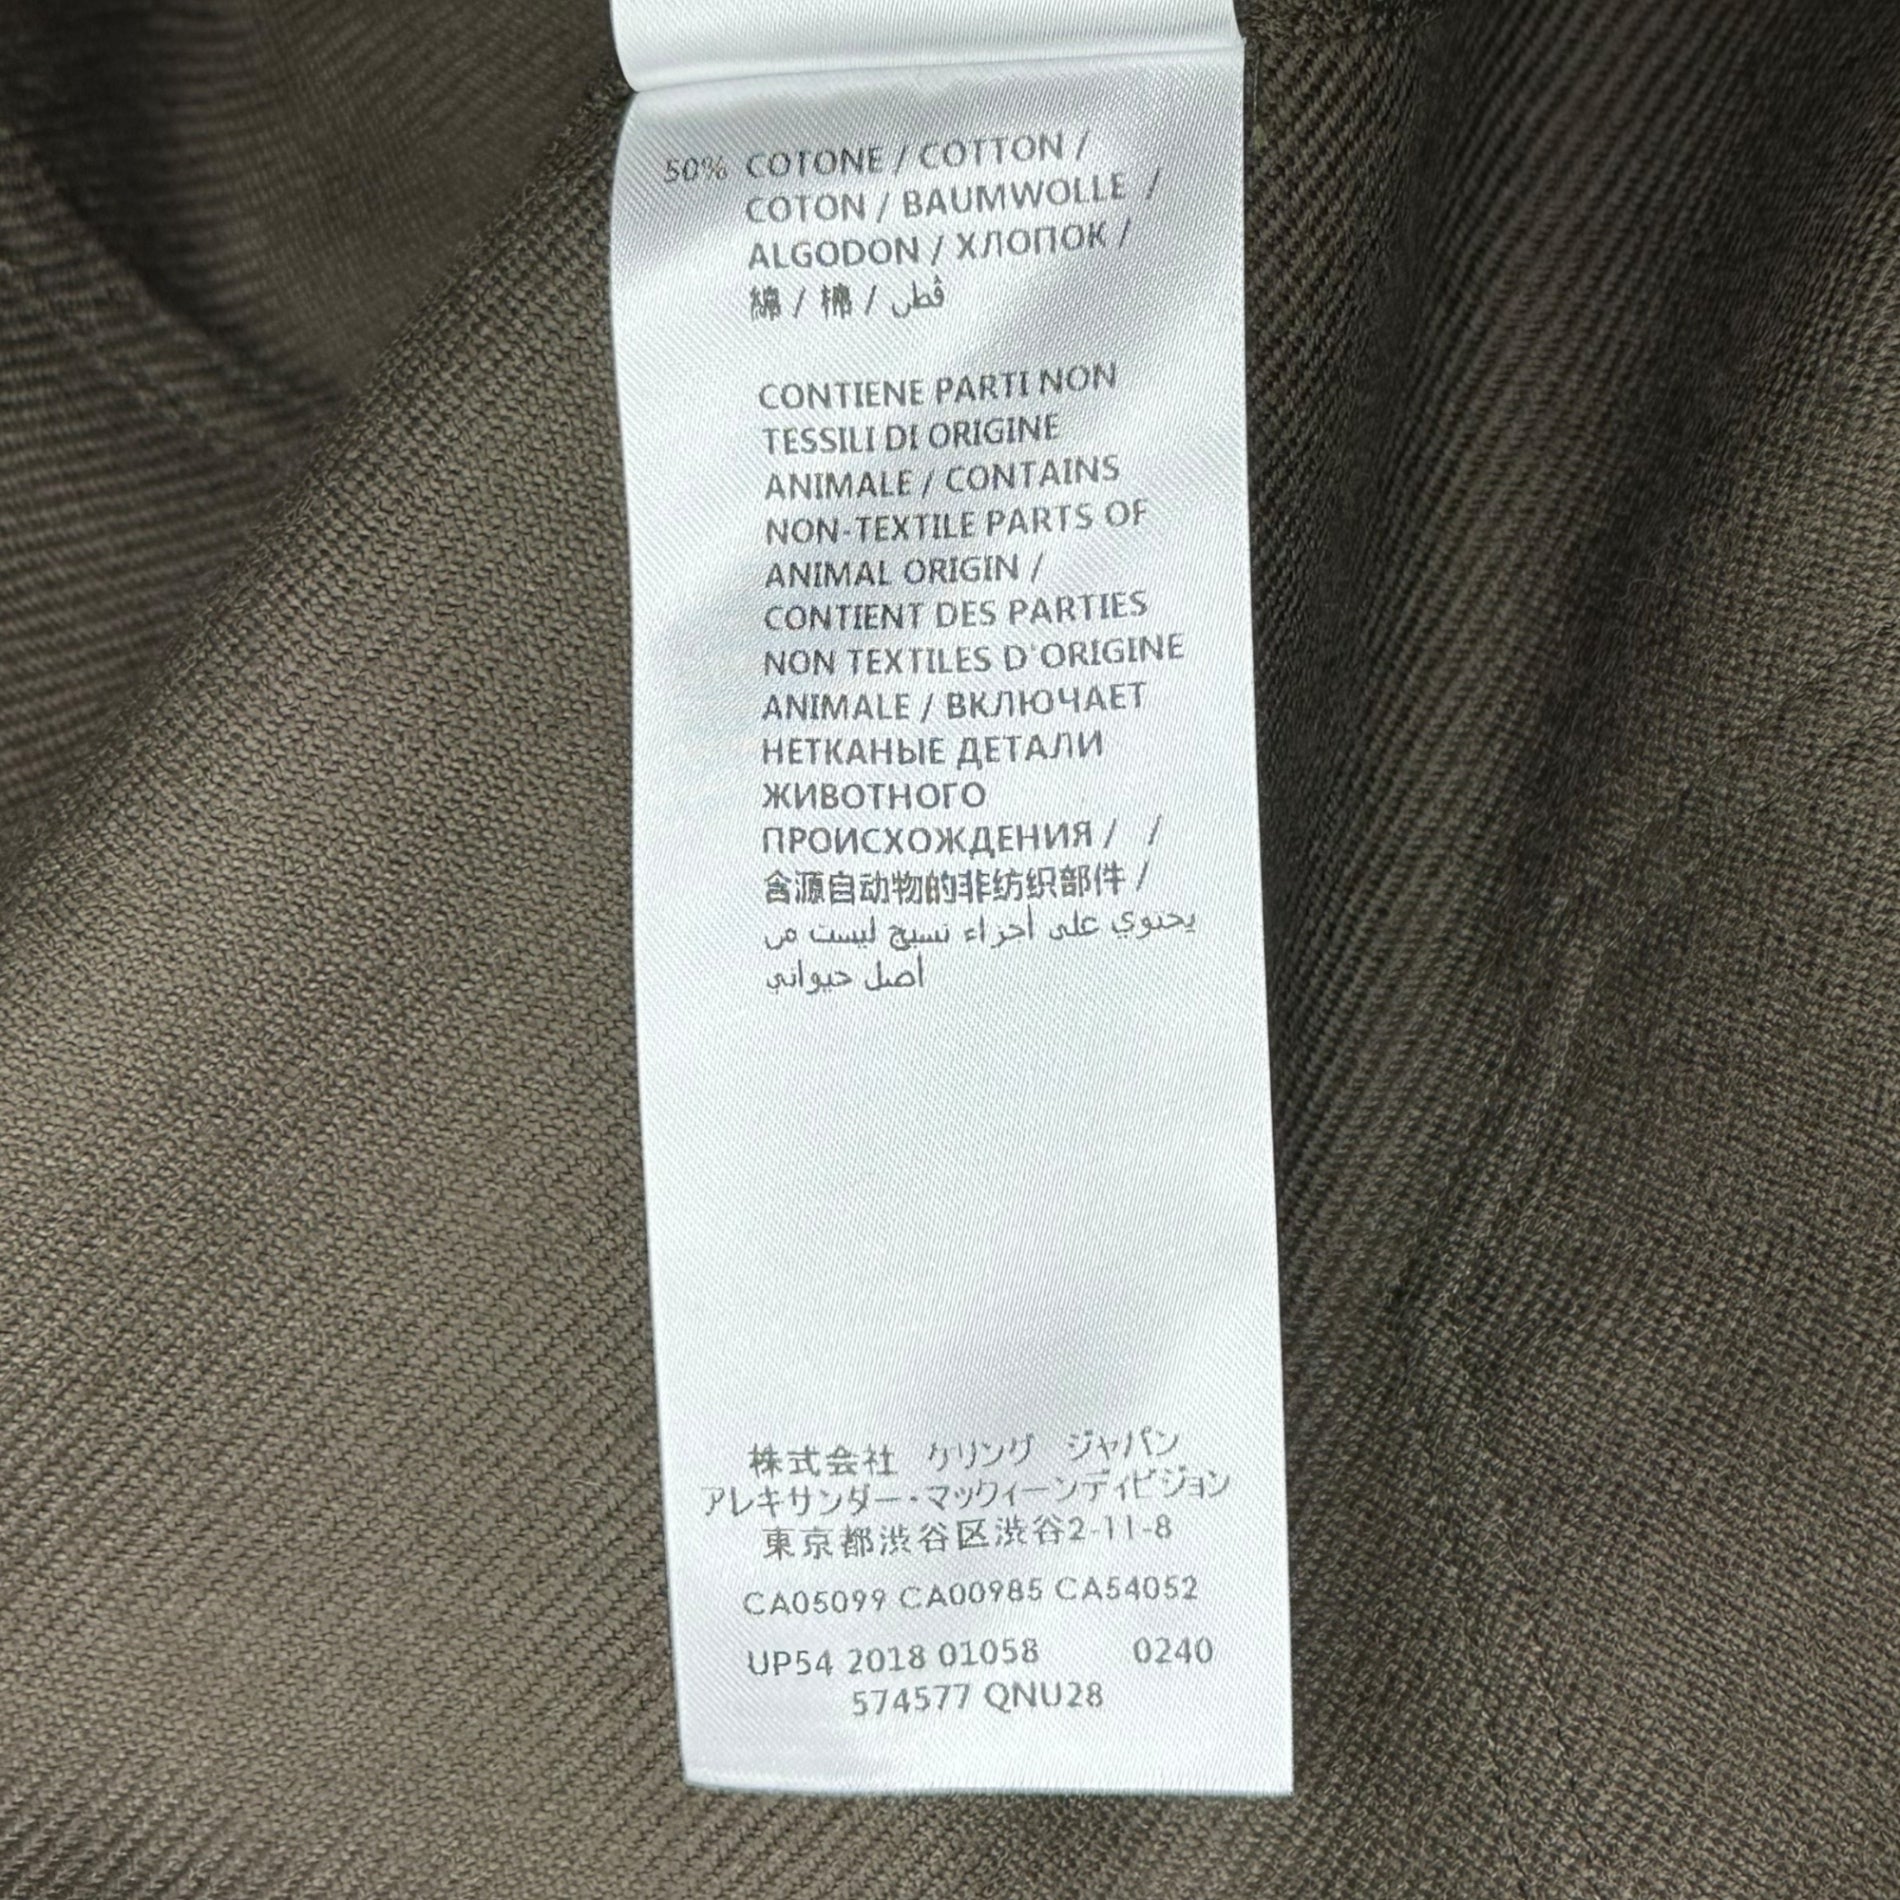 50% COTONE / COTTON /
COTON / BAUMWOLLE /
ALGODON / ХЛОПОК /
綿 / 棉 / قطن
CONTIENE PARTI NON
TESSILI DI ORIGINE
ANIMALE / CONTAINS
NON-TEXTILE PARTS OF
ANIMAL ORIGIN /
CONTIENT DES PARTIES
NON TEXTILES D'ORIGINE
ANIMALE / ВКЛЮЧАЕТ
НЕТКАНЫЕ ДЕТАЛИ
ЖИВОТНОГО
ПРОИСХОЖДЕНИЯ / /
含源自动物的非纺织部件 /
يحتوي على أجزاء نسيج ليست من
أصل حيواني
株式会社 ケリング ジャパン
アレキサンダー・マックィーンディビジョン
東京都渋谷区渋谷2-11-8
CA05099 CA00985 CA54052
UP54 2018 01058 0240
574577 QNU28